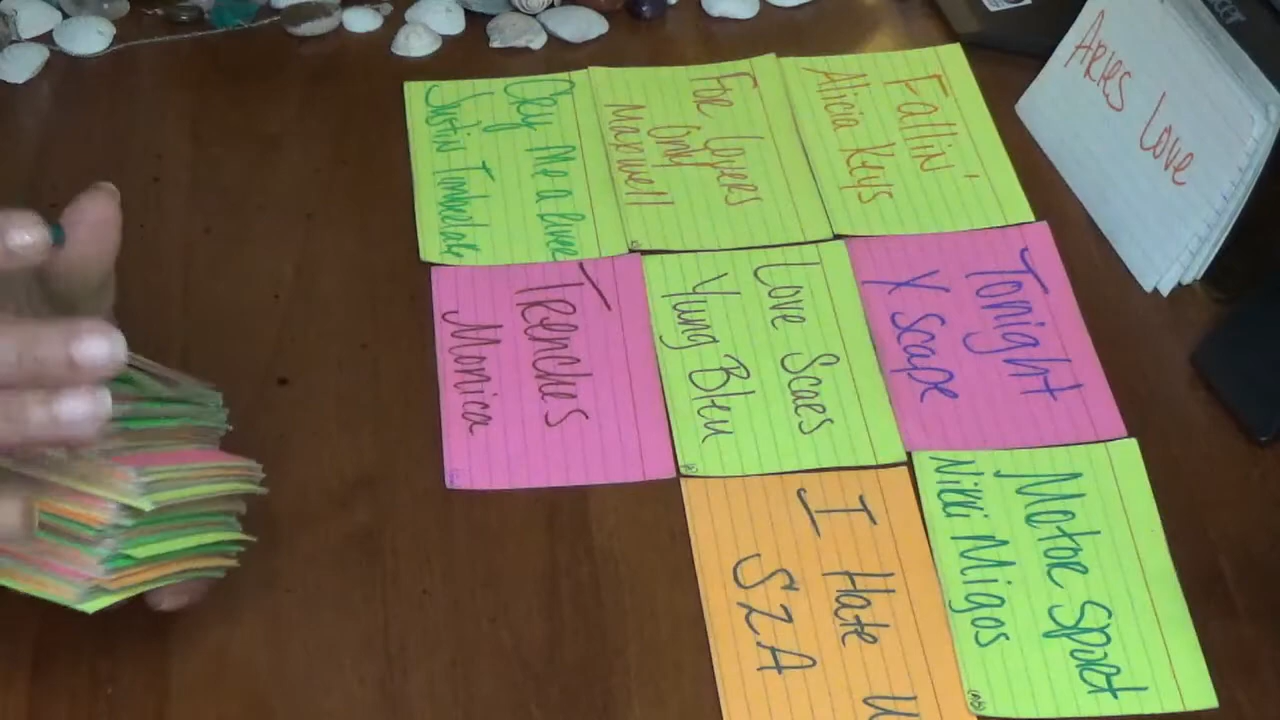 Aries Love
Fallin'
Alicia Keys
For Lovers
Only
Maxwell
Cry Me a River
Justin Timberlake
Tonight
X Scape
Love Scars
Yung Bleu
Trenches
Monica
Motor Sport
Nikki Migos
I Hate U
SZA